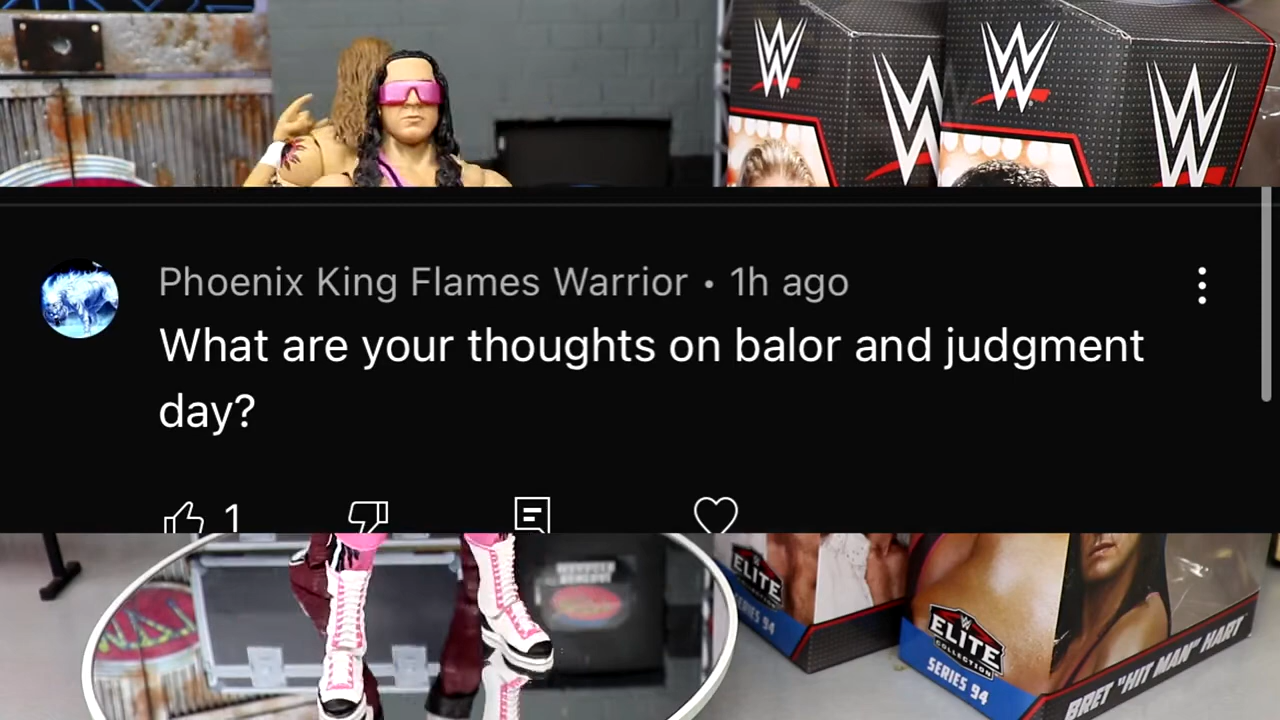 W
W
W
W
Phoenix King Flames Warrior • 1h ago
What are your thoughts on balor and judgment
day?
1
ELITE
SERIES 94
ELITE
COLLECTION
SERIES 94
BRET "HIT MAN" HART